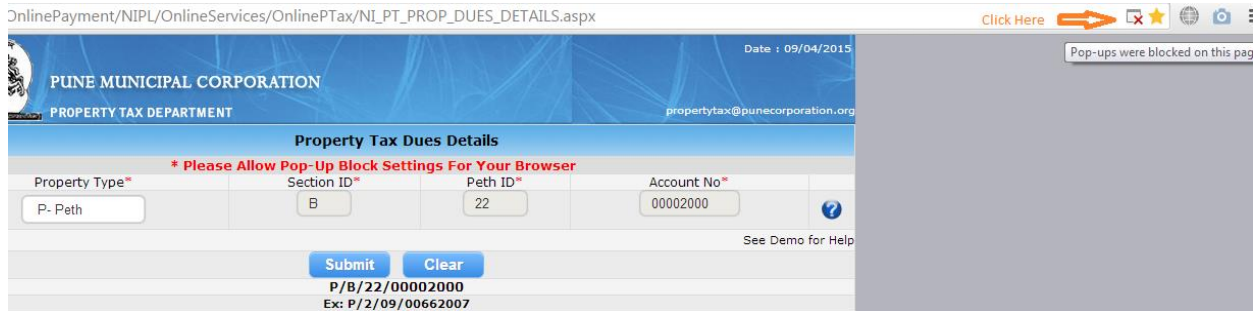 OnlinePayment/NIPL/OnlineServices/OnlinePTax/NI_PT_PROP_DUES_DETAILS.aspx
Click Here
Pop-ups were blocked on this pag
Date : 09/04/2015
PUNE MUNICIPAL CORPORATION
PROPERTY TAX DEPARTMENT
propertytax@punecorporation.org
Property Tax Dues Details
* Please Allow Pop-Up Block Settings For Your Browser
Property Type* Section ID* Peth ID* Account No*
P- Peth B 22 00002000
See Demo for Help
Submit Clear
P/B/22/00002000
Ex: P/2/09/00662007